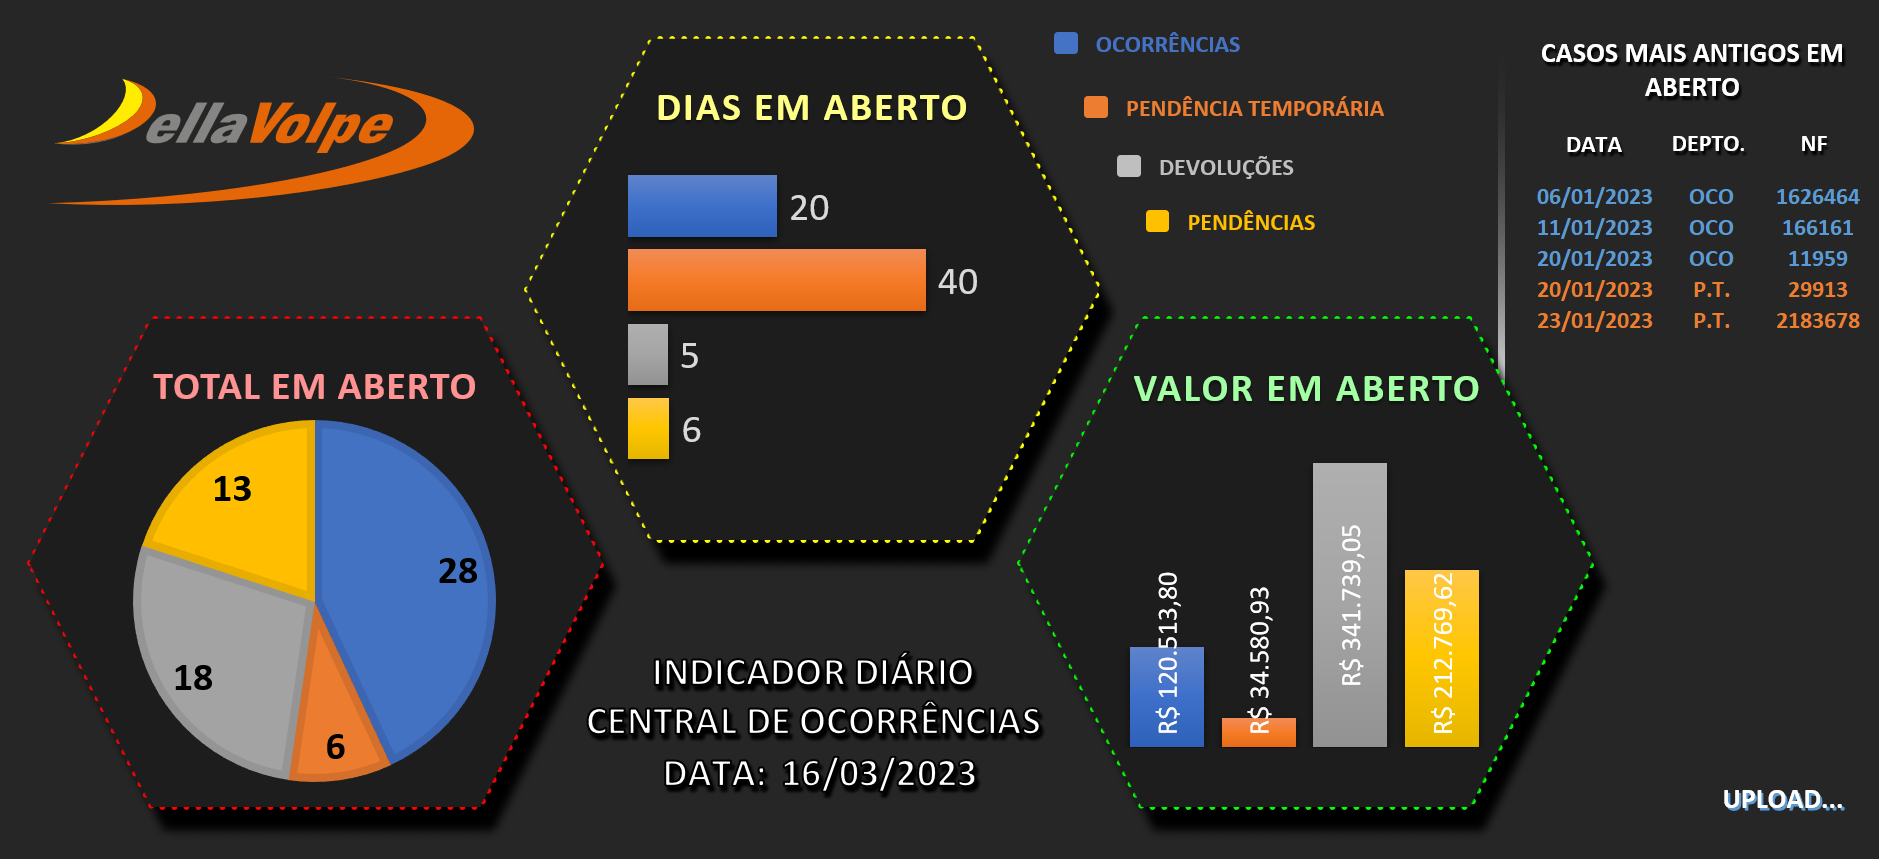 DellaVolpe
DIAS EM ABERTO
20
40
5
6
OCORRÊNCIAS
PENDÊNCIA TEMPORÁRIA
DEVOLUÇÕES
PENDÊNCIAS
CASOS MAIS ANTIGOS EM
ABERTO
DATA DEPTO. NF
06/01/2023 OCO 1626464
11/01/2023 OCO 166161
20/01/2023 OCO 11959
20/01/2023 P.T. 29913
23/01/2023 P.T. 2183678
TOTAL EM ABERTO
13
28
18
6
VALOR EM ABERTO
R$ 120.513,80
R$ 34.580,93
R$ 341.739,05
R$ 212.769,62
INDICADOR DIÁRIO
CENTRAL DE OCORRÊNCIAS
DATA: 16/03/2023
UPLOAD...